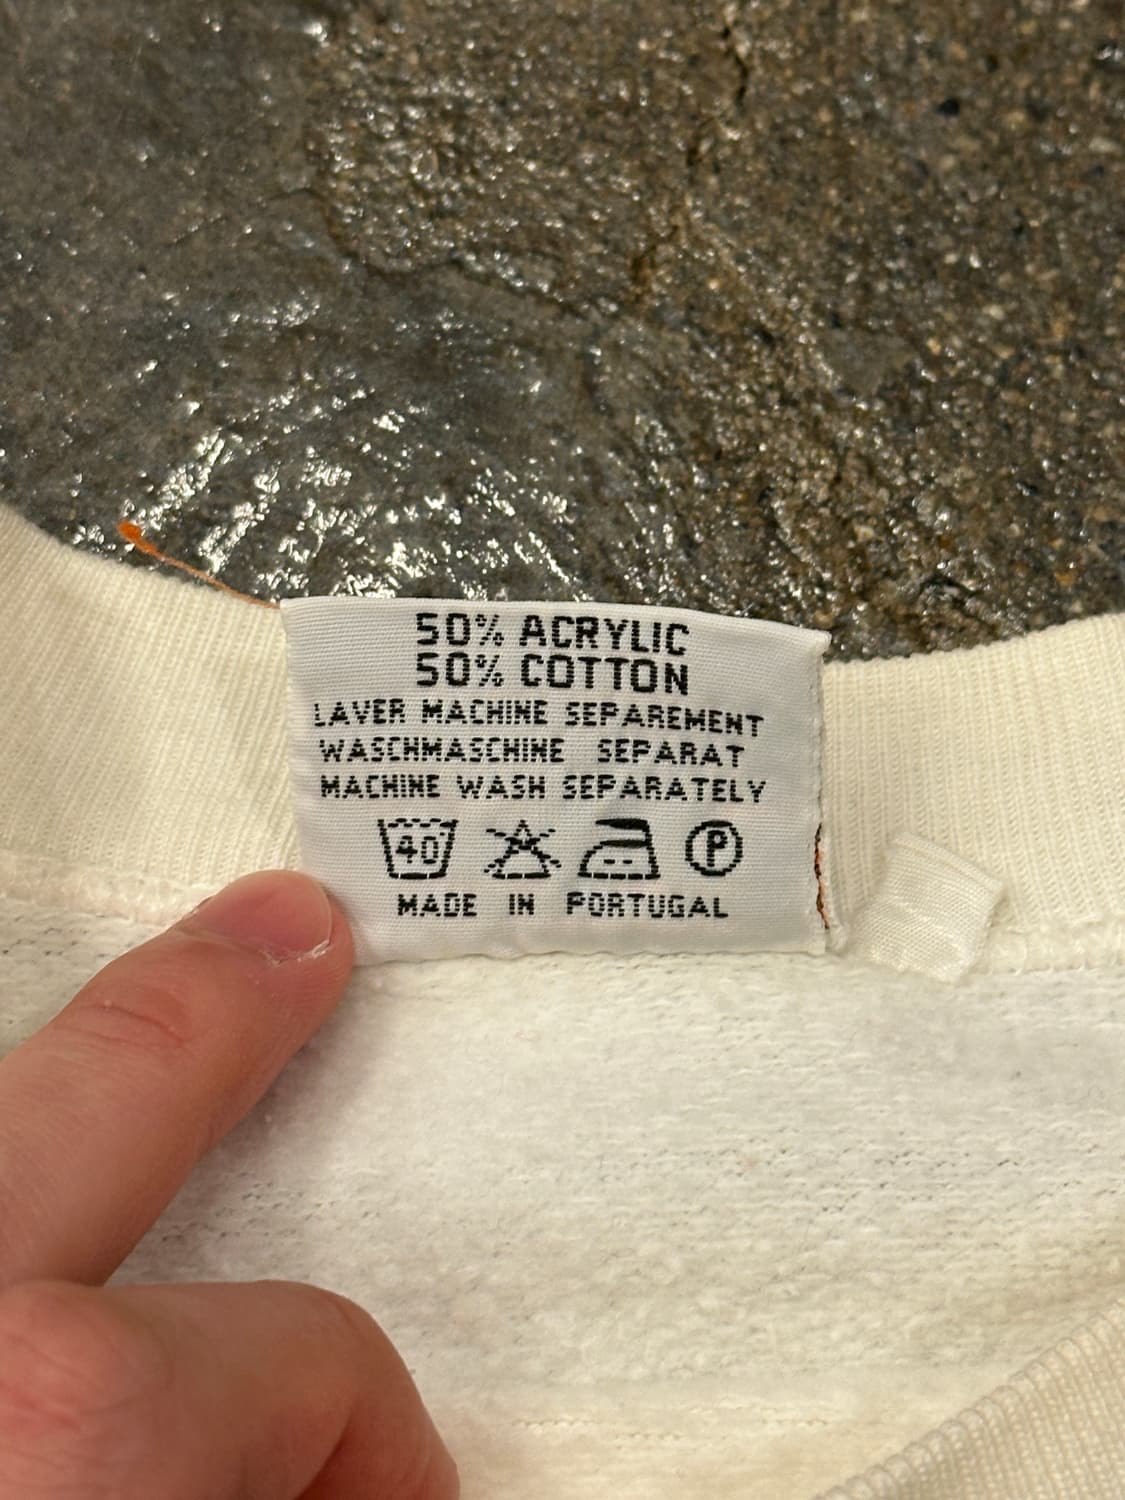 50% ACRYLIC
50% COTTON
LAVER MACHINE SEPAREMENT
WASCHMASCHINE SEPARAT
MACHINE WASH SEPARATELY
40 P
MADE IN PORTUGAL